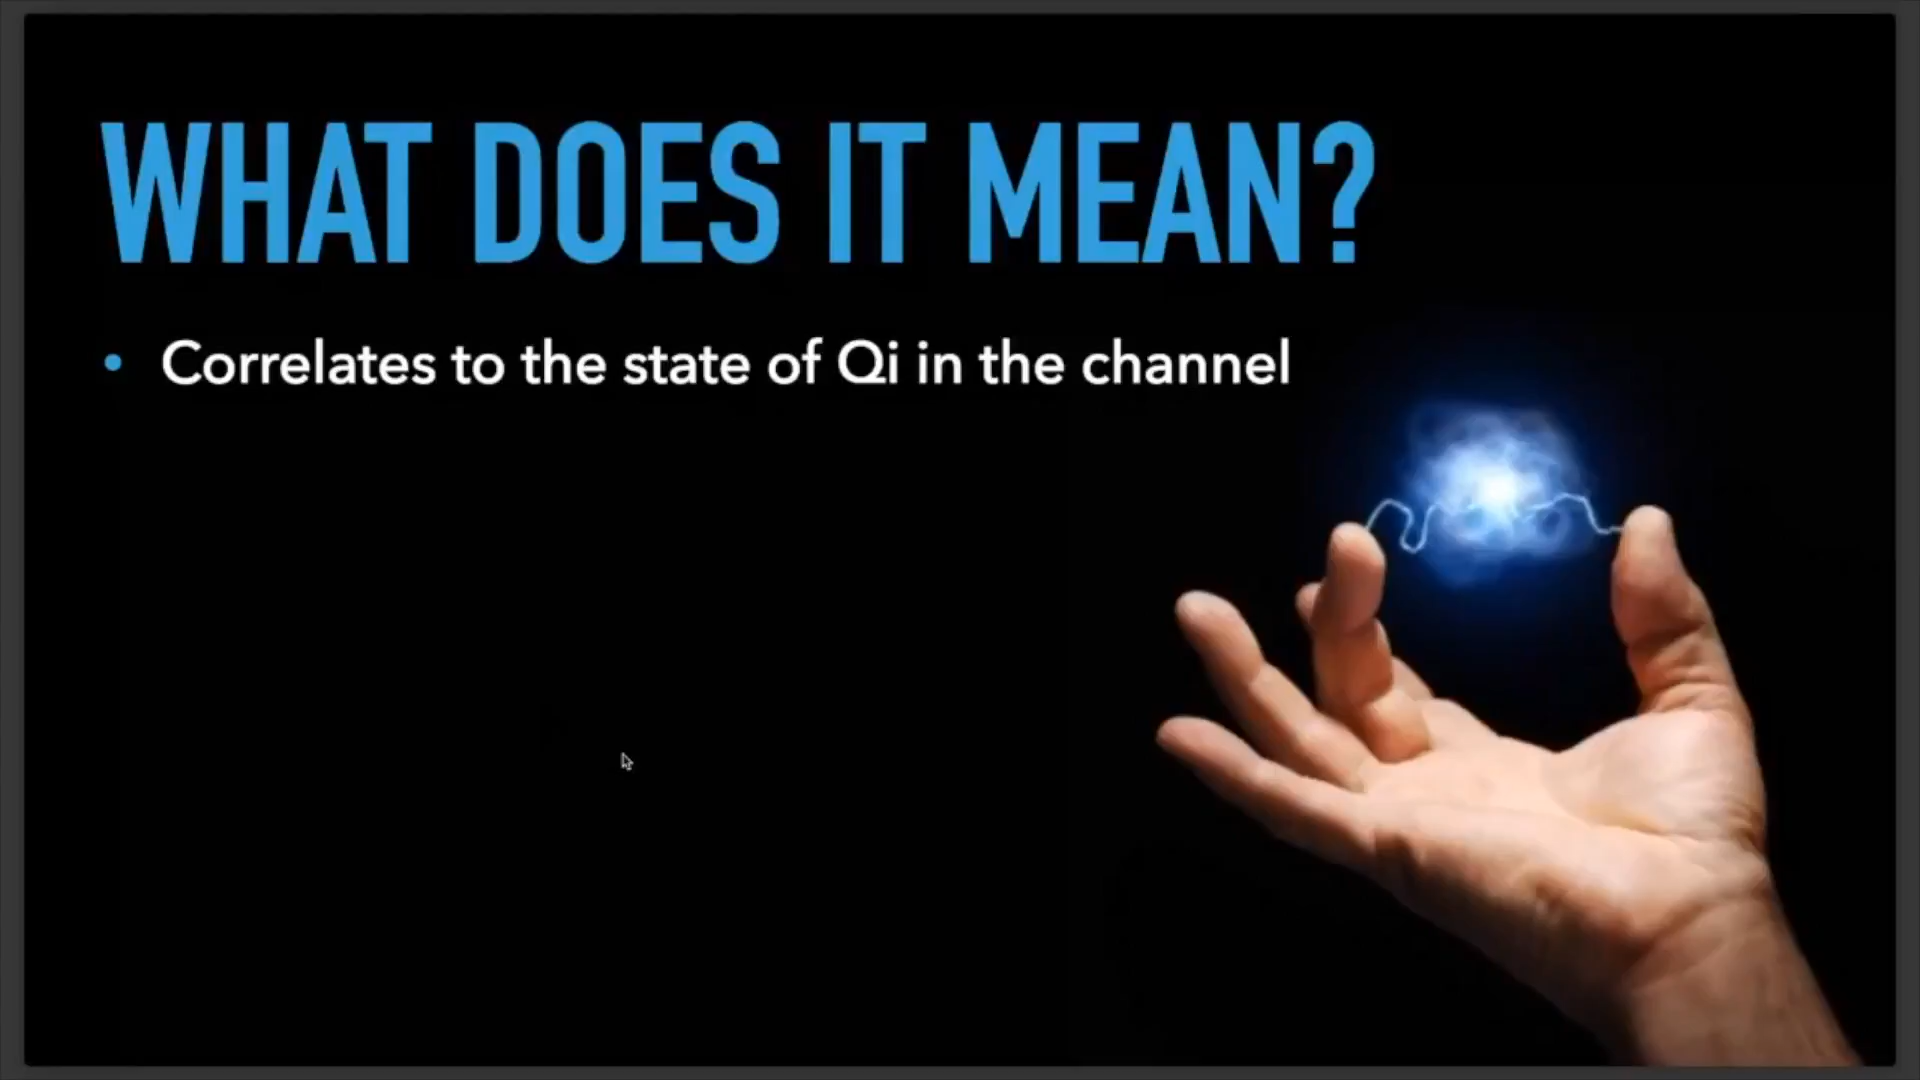 WHAT DOES IT MEAN?
• Correlates to the state of Qi in the channel